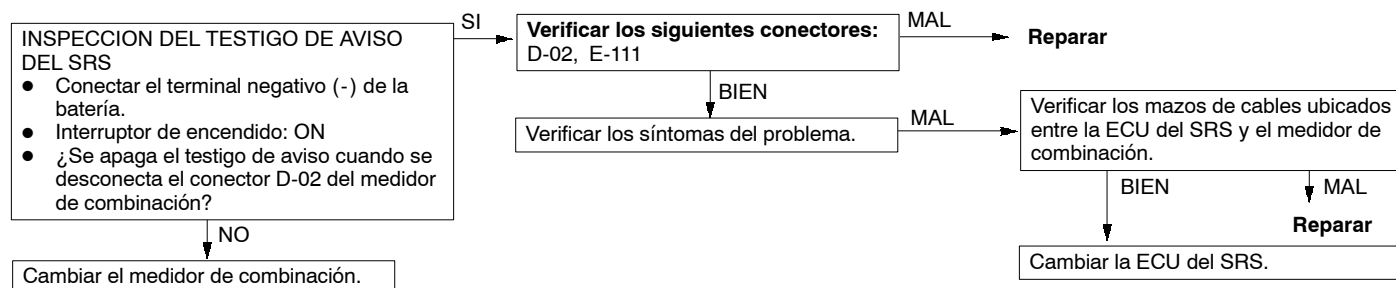 INSPECCION DEL TESTIGO DE AVISO
DEL SRS
● Conectar el terminal negativo (-) de la
batería.
● Interruptor de encendido: ON
● ¿Se apaga el testigo de aviso cuando se
desconecta el conector D-02 del medidor
de combinación?
SI
Verificar los siguientes conectores:
D-02, E-111
MAL
Reparar
BIEN
Verificar los síntomas del problema.
MAL
Verificar los mazos de cables ubicados
entre la ECU del SRS y el medidor de
combinación.
BIEN
MAL
Reparar
Cambiar la ECU del SRS.
NO
Cambiar el medidor de combinación.